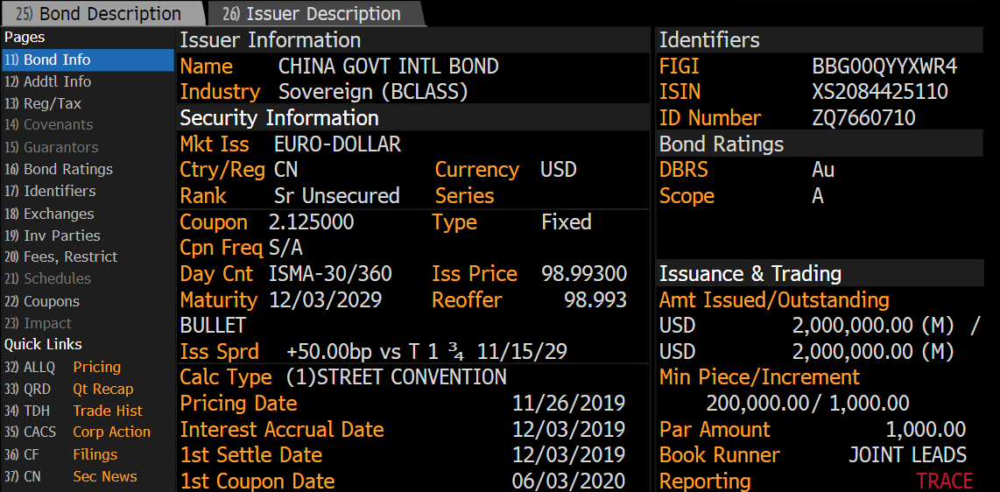 25) Bond Description
26) Issuer Description
Pages
11) Bond Info
12) Addtl Info
13) Reg/Tax
14) Covenants
15) Guarantors
16) Bond Ratings
17) Identifiers
18) Exchanges
19) Inv Parties
20) Fees, Restrict
21) Schedules
22) Coupons
23) Impact
Quick Links
32) ALLQ Pricing
33) QRD Qt Recap
34) TDH Trade Hist
35) CACS Corp Action
36) CF Filings
37) CN Sec News
Issuer Information
Name CHINA GOVT INTL BOND
Industry Sovereign (BCLASS)
Security Information
Mkt Iss EURO-DOLLAR
Ctry/Reg CN Currency USD
Rank Sr Unsecured Series
Coupon 2.125000 Type Fixed
Cpn Freq S/A
Day Cnt ISMA-30/360 Iss Price 98.99300
Maturity 12/03/2029 Reoffer 98.993
BULLET
Iss Sprd +50.00bp vs T 1 ¾ 11/15/29
Calc Type (1)STREET CONVENTION
Pricing Date 11/26/2019
Interest Accrual Date 12/03/2019
1st Settle Date 12/03/2019
1st Coupon Date 06/03/2020
Identifiers
FIGI BBG00QYYXWR4
ISIN XS2084425110
ID Number ZQ7660710
Bond Ratings
DBRS Au
Scope A
Issuance & Trading
Amt Issued/Outstanding
USD 2,000,000.00 (M) /
USD 2,000,000.00 (M)
Min Piece/Increment
200,000.00/ 1,000.00
Par Amount 1,000.00
Book Runner JOINT LEADS
Reporting TRACE